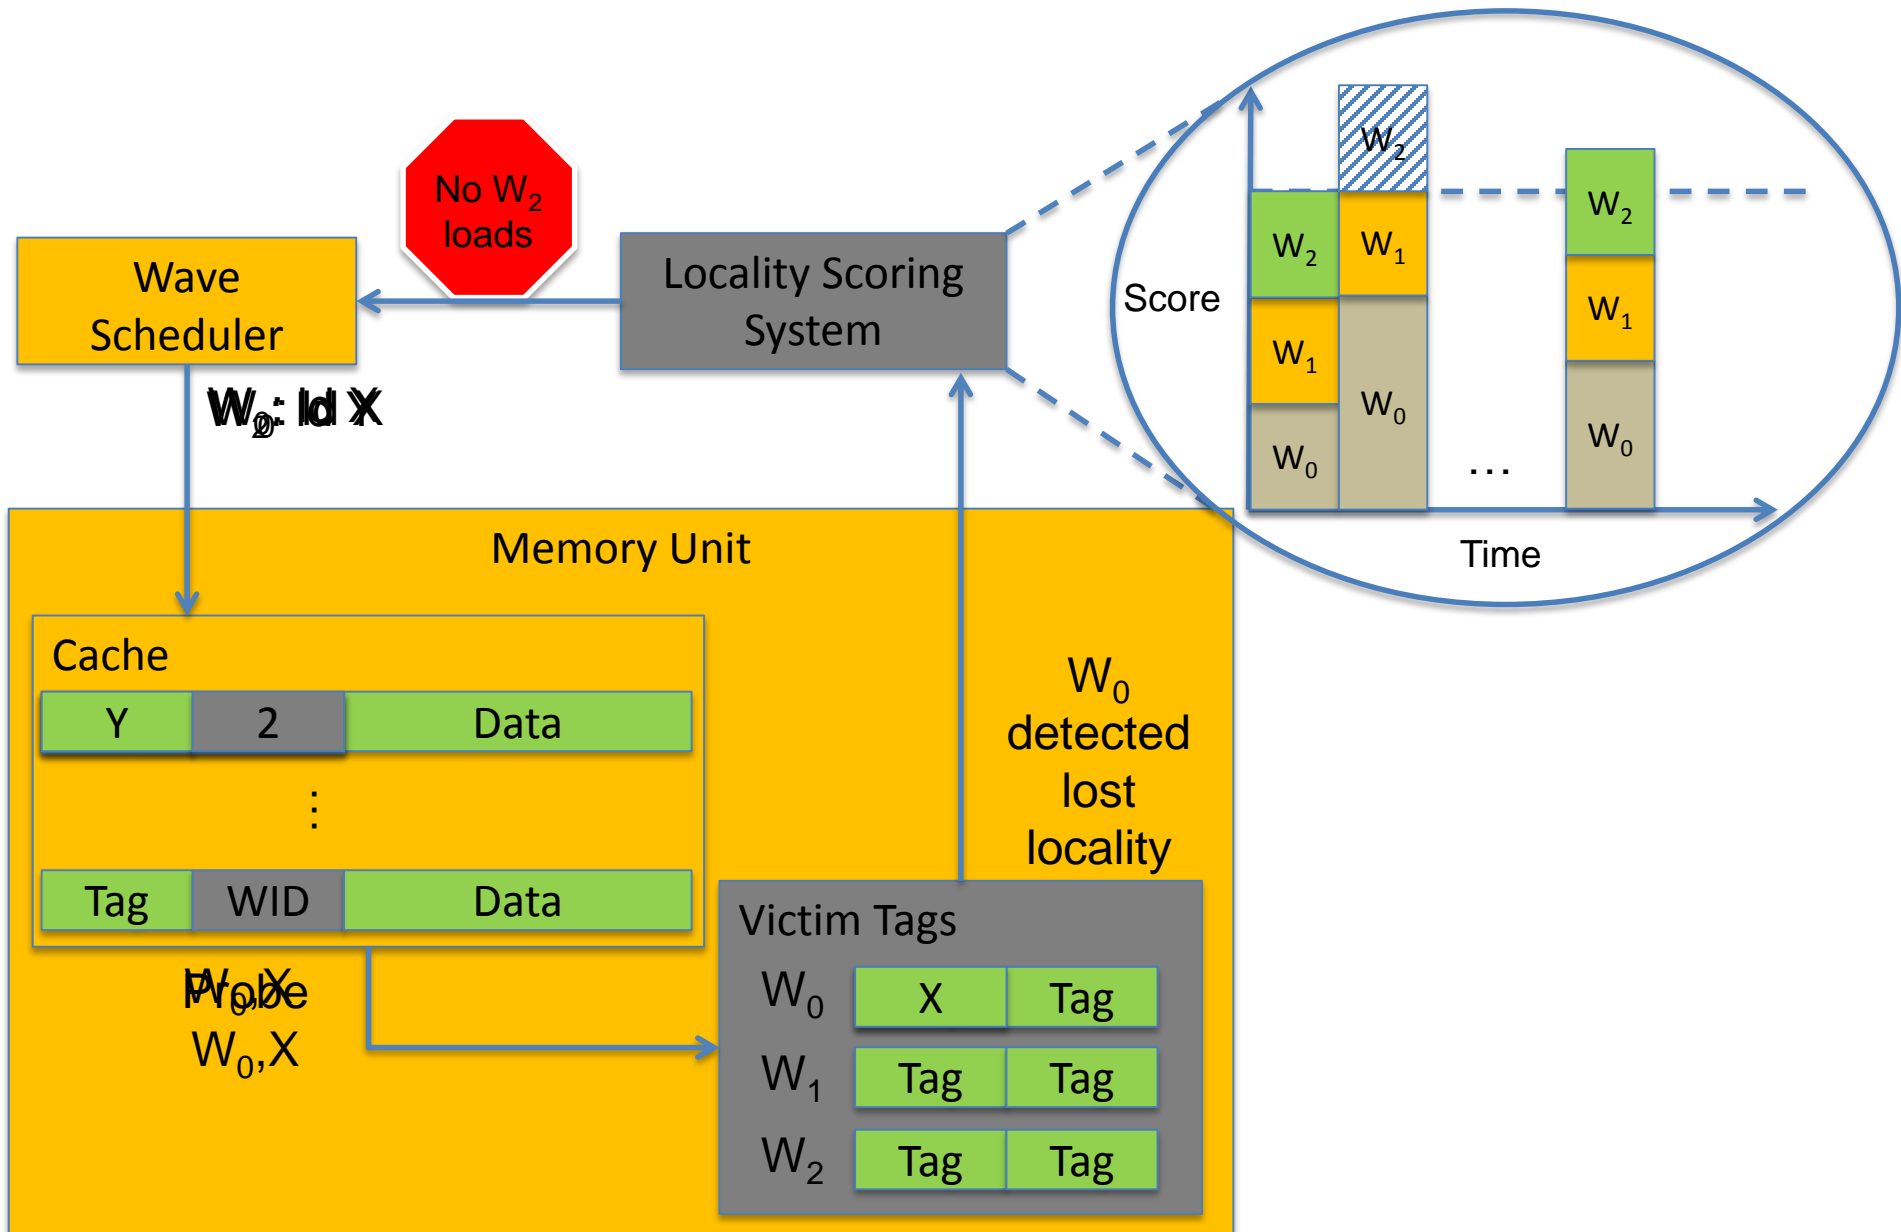 No W₂
loads
Wave
Scheduler
Locality Scoring
System
Score
W₂
W₁
W₀
W₂
W₁
W₀
...
W₂
W₁
W₀
Time
Memory Unit
Cache
Y 2 Data
⋮
Tag WID Data
Probe
W₀,X
W₀
detected
lost
locality
Victim Tags
W₀ X Tag
W₁ Tag Tag
W₂ Tag Tag